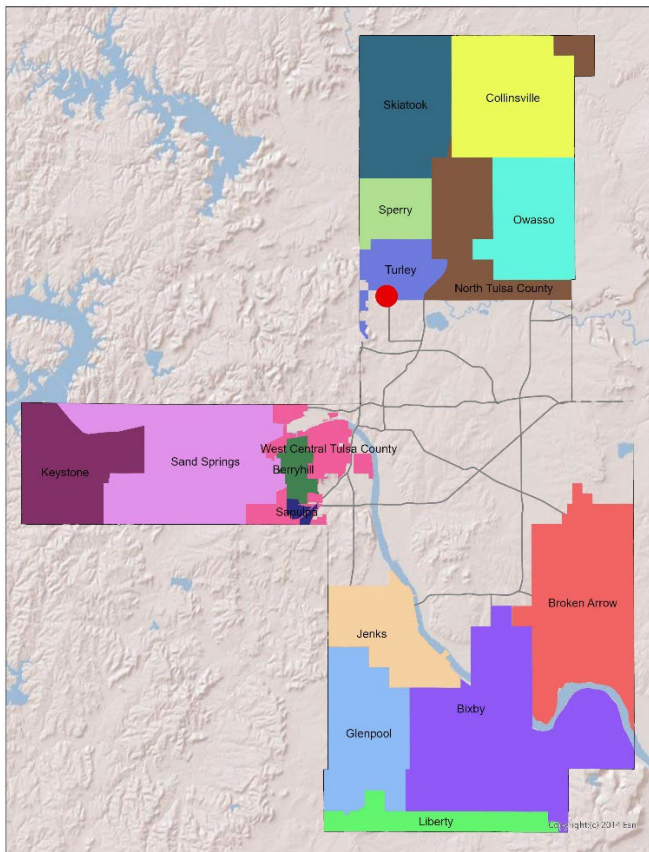 Skiatook
Collinsville
Sperry
Owasso
Turley
North Tulsa County
West Central Tulsa County
Sand Springs
Berryhill
Keystone
Sapulpa
Broken Arrow
Jenks
Bixby
Glenpool
Liberty
Copyright:(c) 2014 Esri